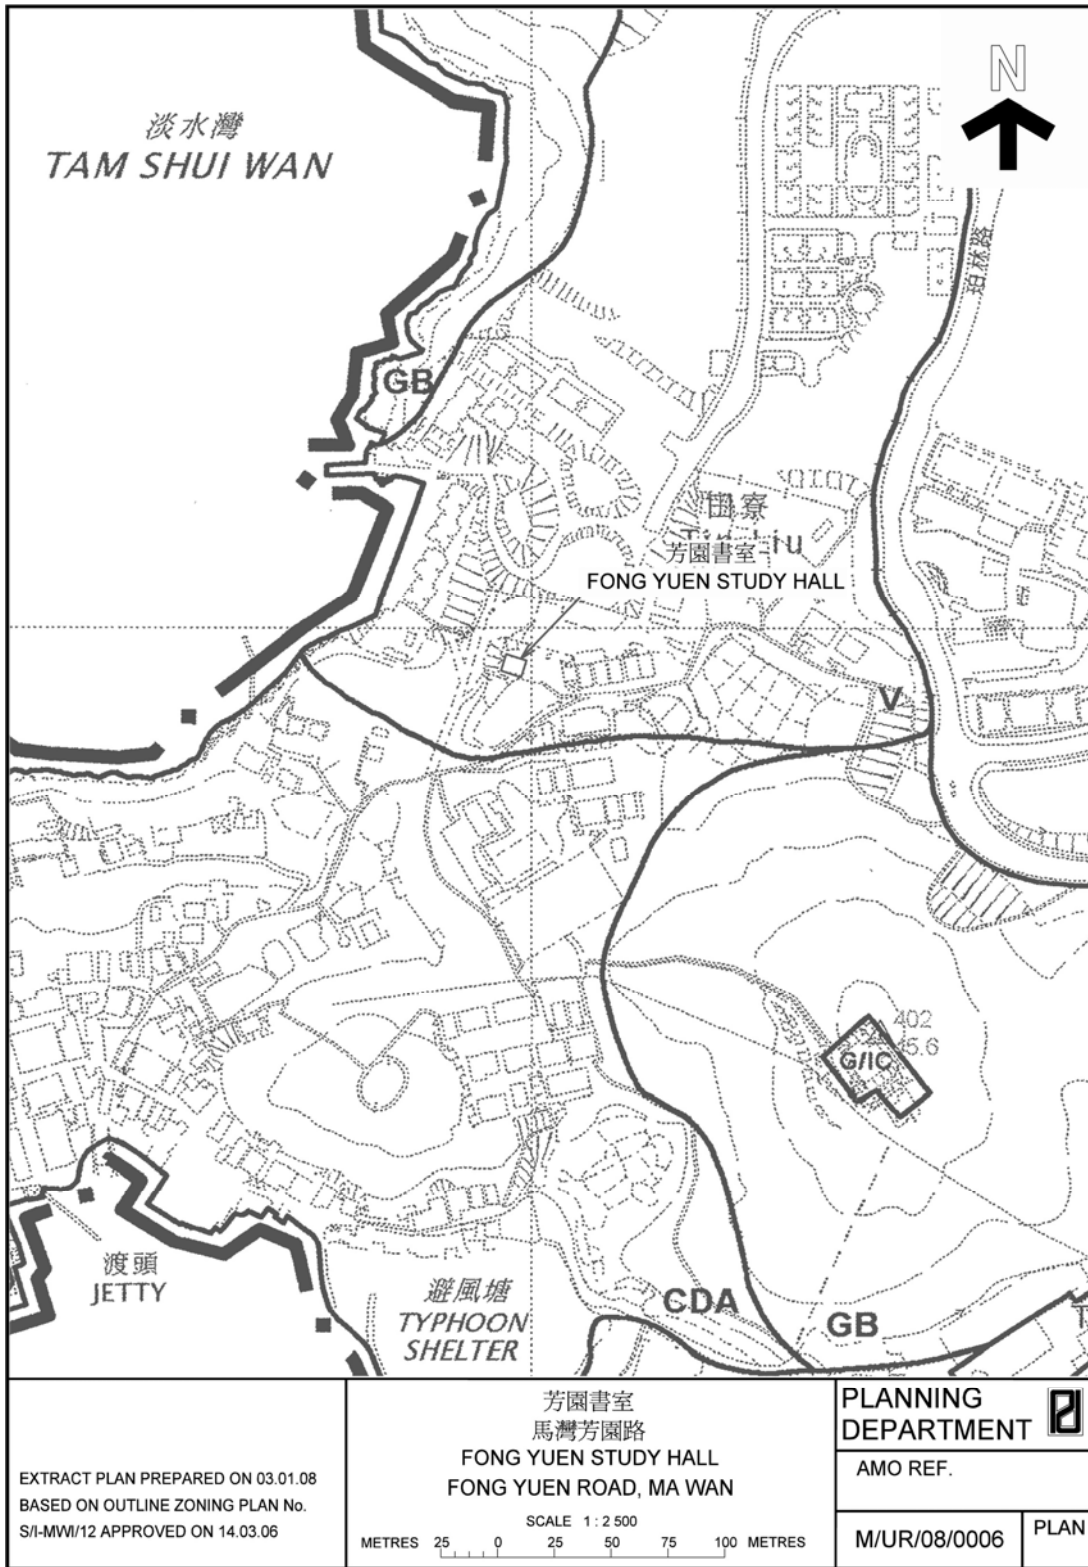 N
淡水灣
TAM SHUI WAN
珀林路
GB
田寮
芳園書室
FONG YUEN STUDY HALL
V
402
G/IC
渡頭
JETTY
避風塘
TYPHOON
SHELTER
CDA
GB
EXTRACT PLAN PREPARED ON 03.01.08
BASED ON OUTLINE ZONING PLAN No.
S/I-MWI/12 APPROVED ON 14.03.06
芳園書室
馬灣芳園路
FONG YUEN STUDY HALL
FONG YUEN ROAD, MA WAN
SCALE 1 : 2 500
METRES 25 0 25 50 75 100 METRES
PLANNING
DEPARTMENT
AMO REF.
M/UR/08/0006
PLAN